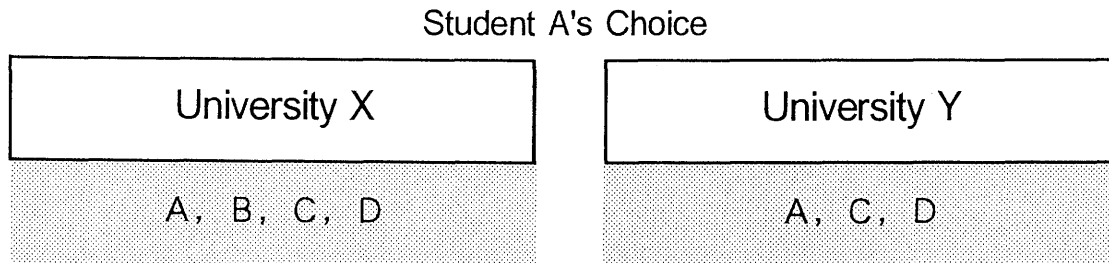 Student A's Choice
University X
University Y
A, B, C, D
A, C, D